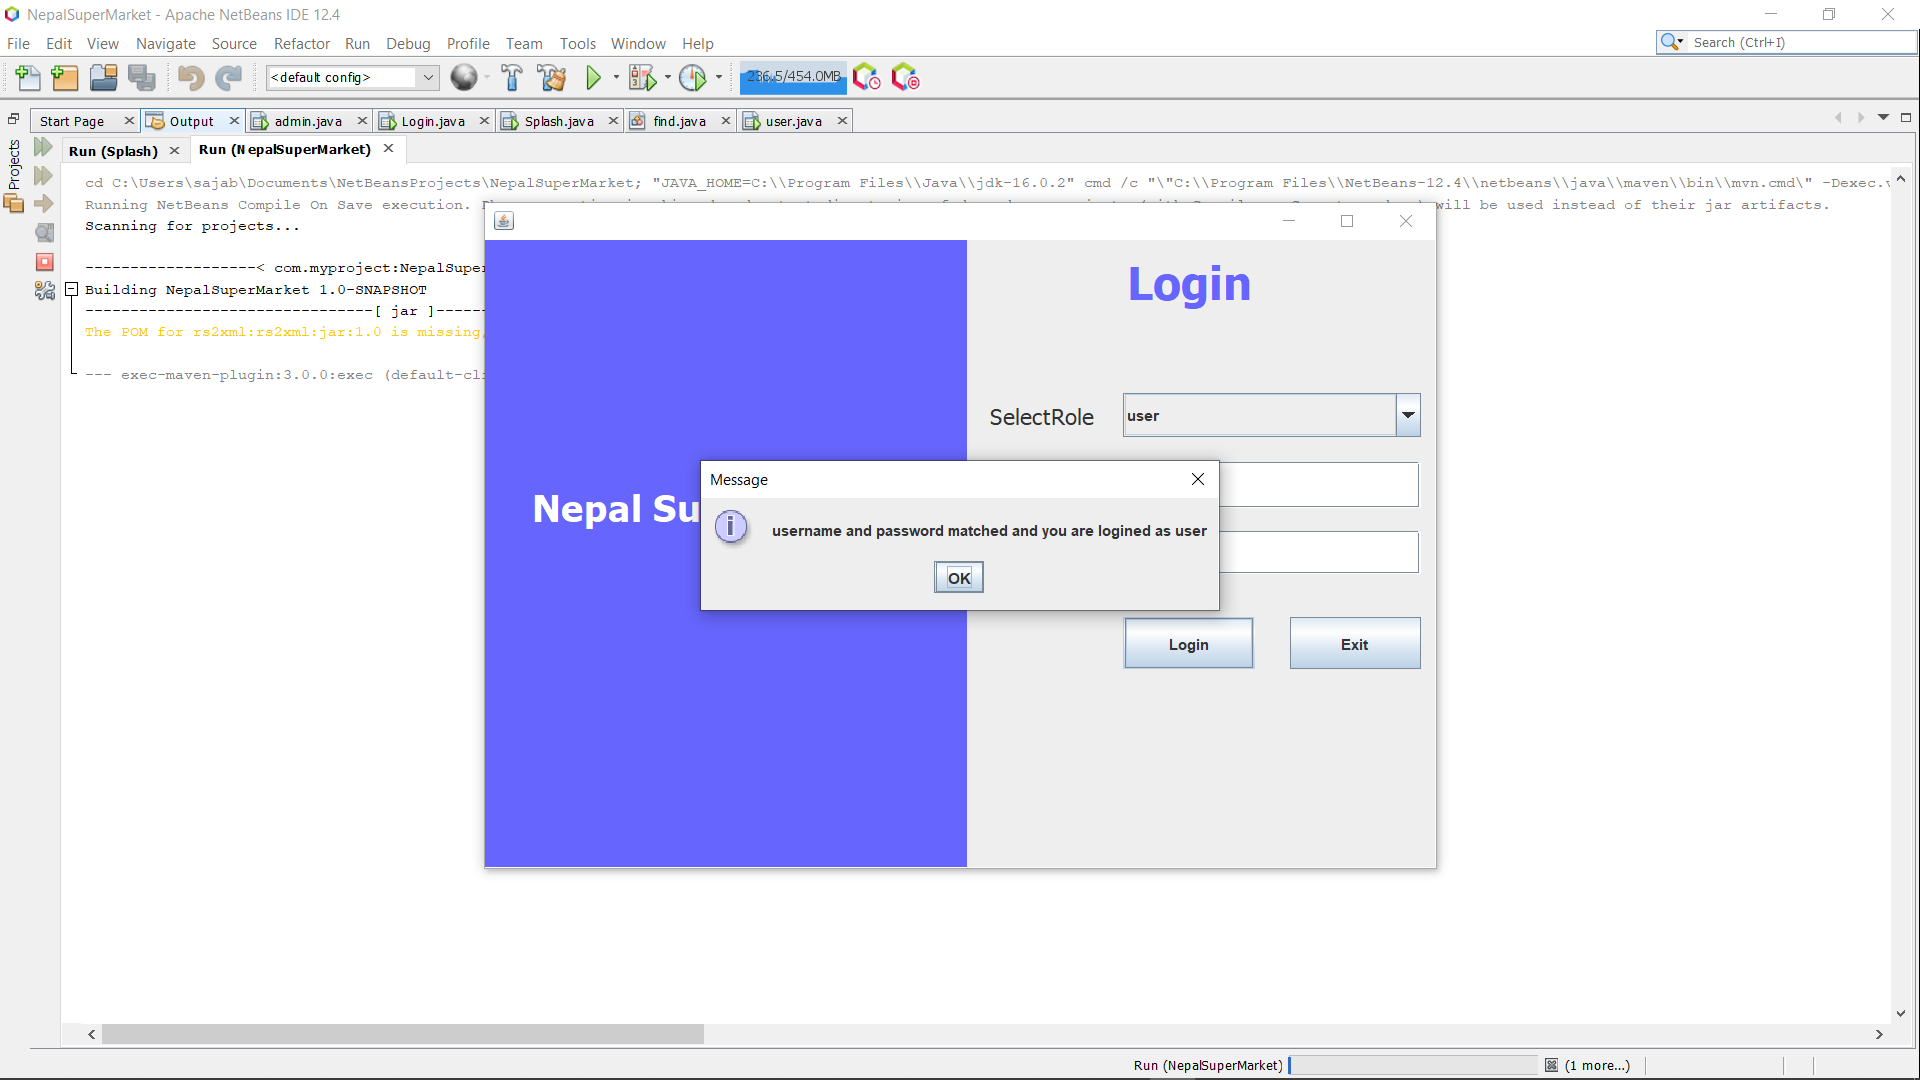 NepalSuperMarket - Apache NetBeans IDE 12.4
File Edit View Navigate Source Refactor Run Debug Profile Team Tools Window Help
Search (Ctrl+I)
<default config>
236.5/454.0MB
Start Page Output admin.java Login.java Splash.java find.java user.java
Projects
Run (Splash) Run (NepalSuperMarket)
cd C:\Users\sajab\Documents\NetBeansProjects\NepalSuperMarket; "JAVA_HOME=C:\\Program Files\\Java\\jdk-16.0.2" cmd /c "\"C:\\Program Files\\NetBeans-12.4\\netbeans\\java\\maven\\bin\\mvn.cmd\" -Dexec.v
Running NetBeans Compile On Save execution. will be used instead of their jar artifacts.
Scanning for projects...
-------------------< com.myproject:NepalSuper
Building NepalSuperMarket 1.0-SNAPSHOT
--------------------------------[ jar ]------
The POM for rs2xml:rs2xml:jar:1.0 is missing,
--- exec-maven-plugin:3.0.0:exec (default-cli
Login
SelectRole
user
Nepal Su
Message
username and password matched and you are logined as user
OK
Login
Exit
Run (NepalSuperMarket)
(1 more...)